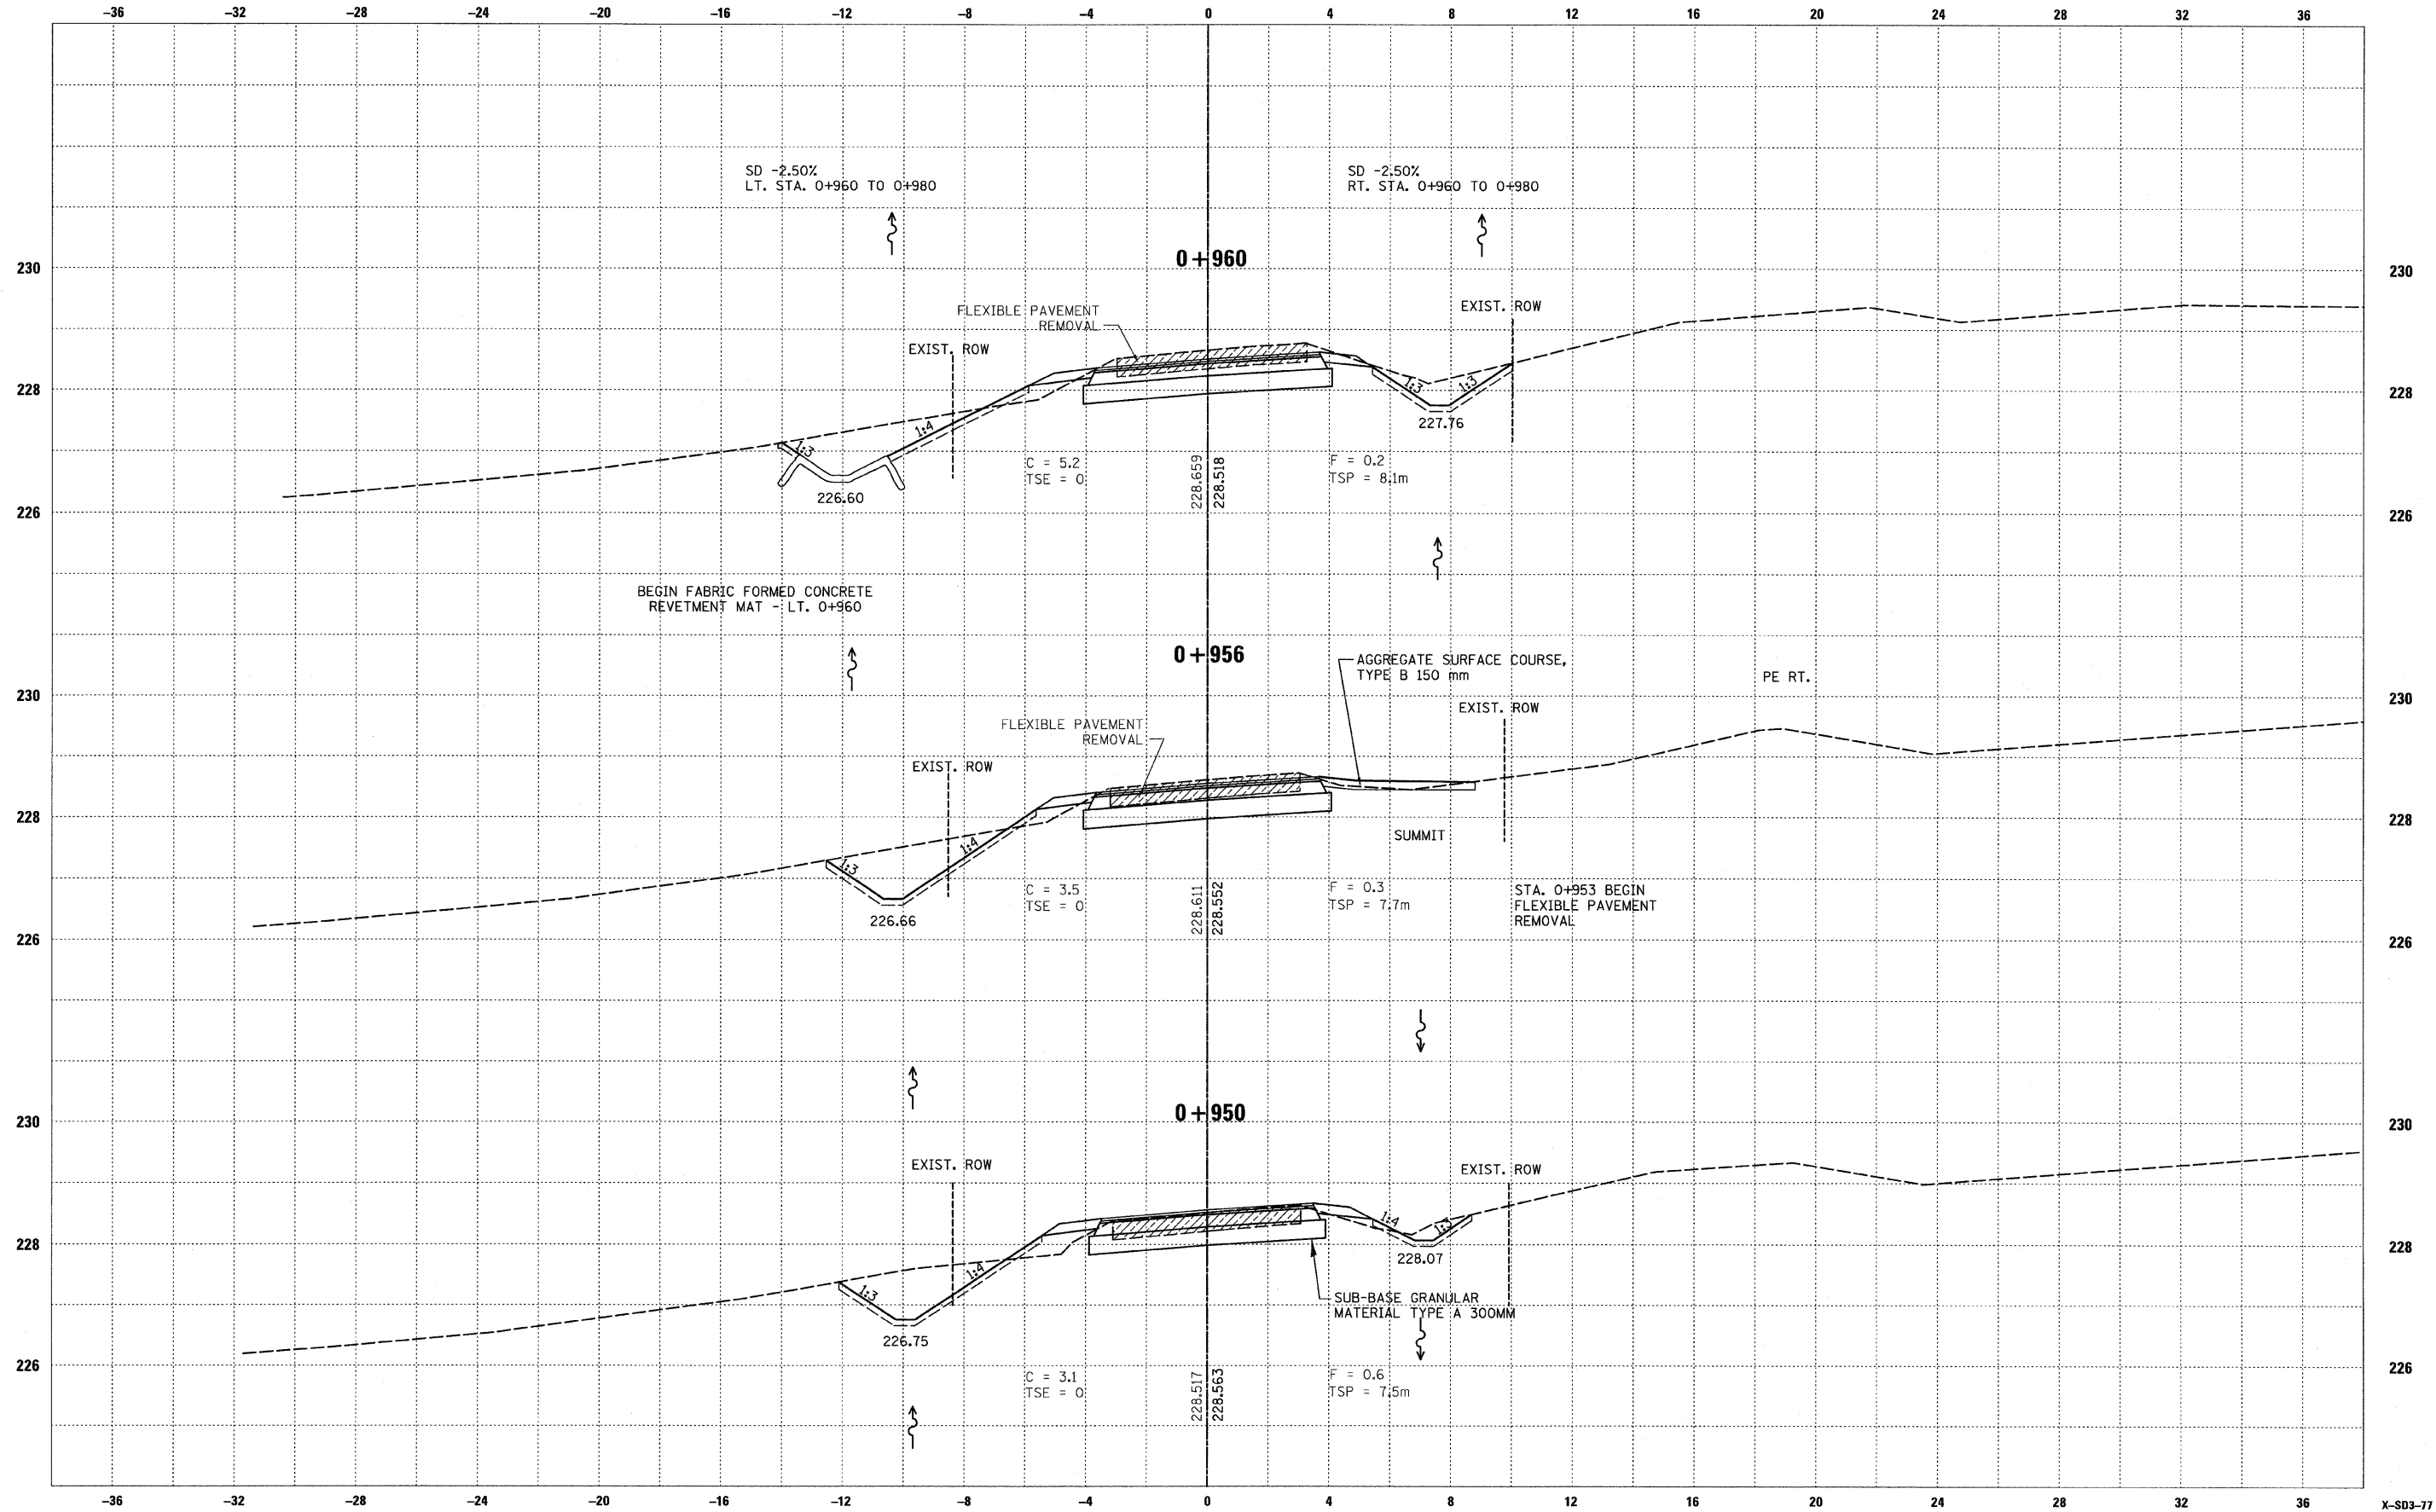 -36 -32 -28 -24 -20 -16 -12 -8 -4 0 4 8 12 16 20 24 28 32 36
SD -2.50%
LT. STA. 0+960 TO 0+980
SD -2.50%
RT. STA. 0+960 TO 0+980
0+960
230 230
FLEXIBLE PAVEMENT
REMOVAL
EXIST. ROW
EXIST. ROW
228 228
1:3
1:4
1:3
1:3
227.76
C = 5.2
TSE = 0
228.659
228.518
F = 0.2
TSP = 8.1m
226.60
226 226
BEGIN FABRIC FORMED CONCRETE
REVETMENT MAT - LT. 0+960
0+956
AGGREGATE SURFACE COURSE,
TYPE B 150 mm
PE RT.
230 230
EXIST. ROW
FLEXIBLE PAVEMENT
REMOVAL
EXIST. ROW
228 228
SUMMIT
1:3
1:4
226.66
C = 3.5
TSE = 0
228.611
228.552
F = 0.3
TSP = 7.7m
STA. 0+953 BEGIN
FLEXIBLE PAVEMENT
REMOVAL
226 226
0+950
230 230
EXIST. ROW
EXIST. ROW
1:4
1:3
228 228
228.07
1:3
1:4
SUB-BASE GRANULAR
MATERIAL TYPE A 300MM
226.75
226 226
C = 3.1
TSE = 0
228.517
228.563
F = 0.6
TSP = 7.5m
-36 -32 -28 -24 -20 -16 -12 -8 -4 0 4 8 12 16 20 24 28 32 36
X-SD3-77